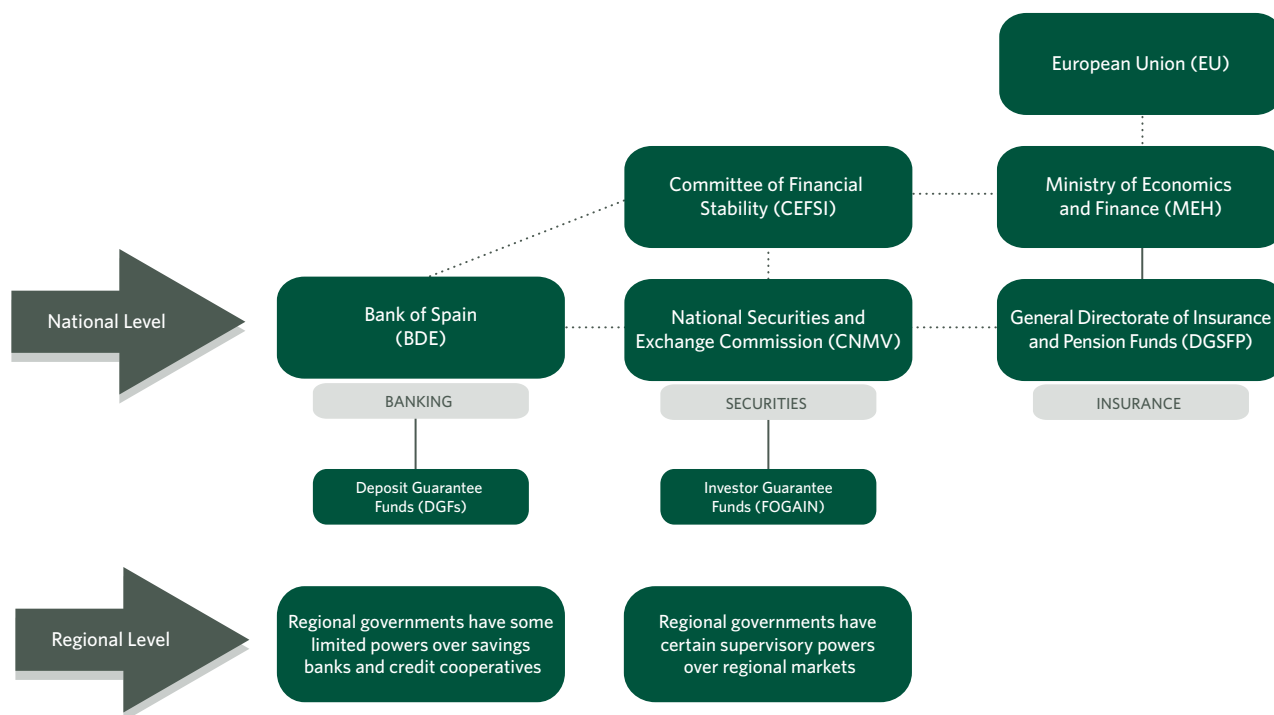 European Union (EU)
Committee of Financial
Stability (CEFSI)
Ministry of Economics
and Finance (MEH)
National Level
Bank of Spain
(BDE)
National Securities and
Exchange Commission (CNMV)
General Directorate of Insurance
and Pension Funds (DGSFP)
BANKING
SECURITIES
INSURANCE
Deposit Guarantee
Funds (DGFs)
Investor Guarantee
Funds (FOGAIN)
Regional Level
Regional governments have some
limited powers over savings
banks and credit cooperatives
Regional governments have
certain supervisory powers
over regional markets